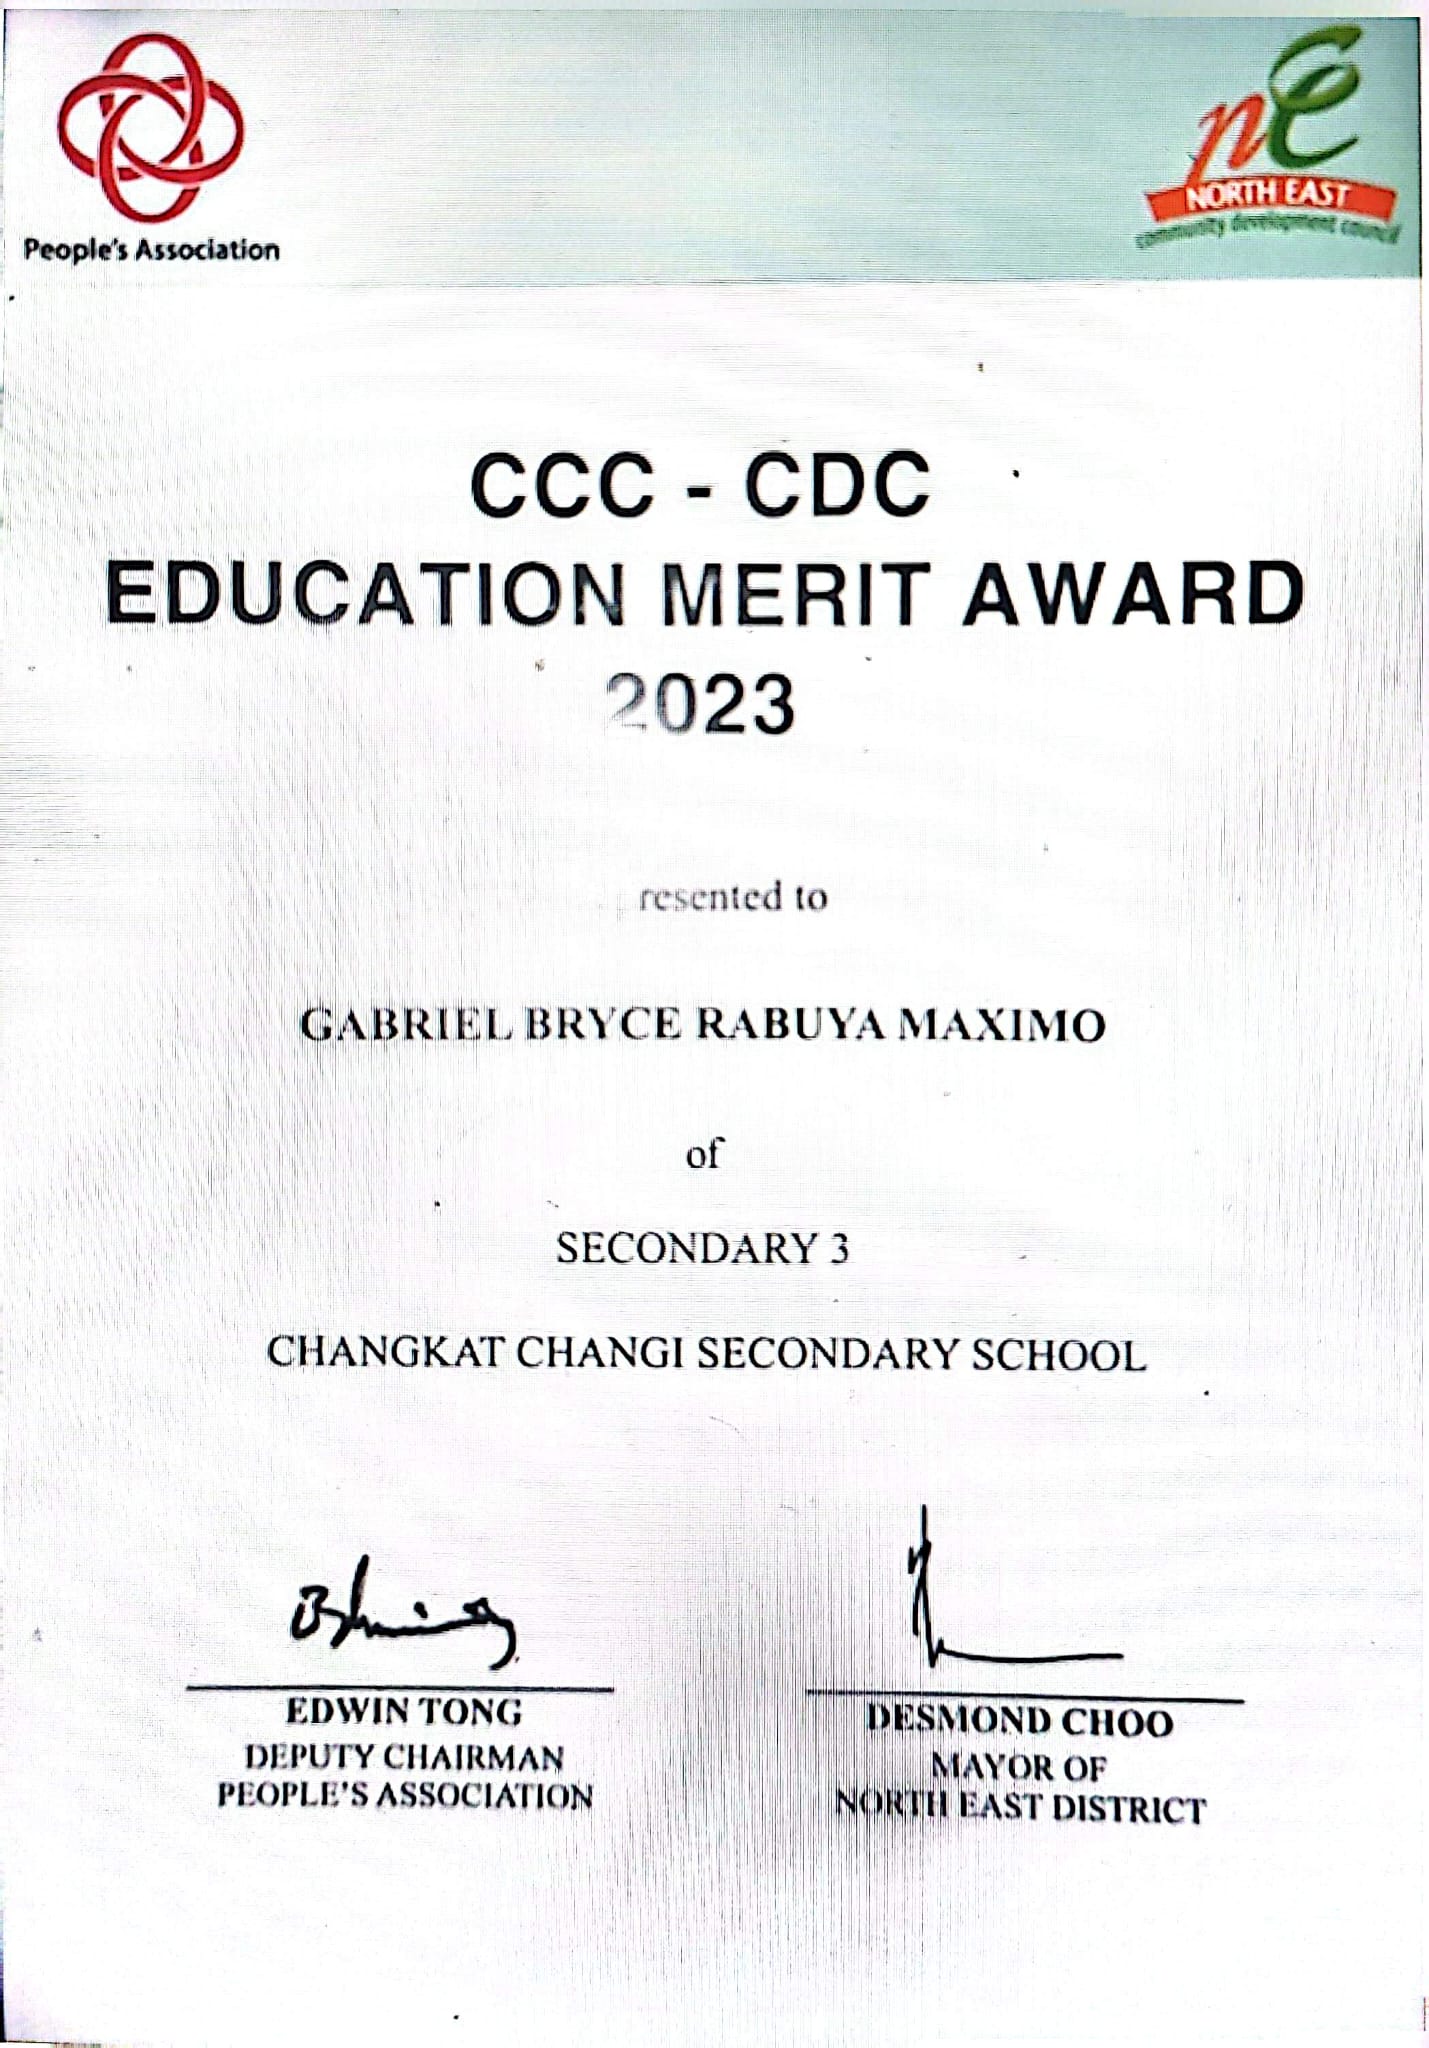 People's Association
ne
NORTH EAST
community development council
CCC - CDC
EDUCATION MERIT AWARD
2023
resented to
GABRIEL BRYCE RABUYA MAXIMO
of
SECONDARY 3
CHANGKAT CHANGI SECONDARY SCHOOL
EDWIN TONG
DEPUTY CHAIRMAN
PEOPLE'S ASSOCIATION
DESMOND CHOO
MAYOR OF
NORTH EAST DISTRICT